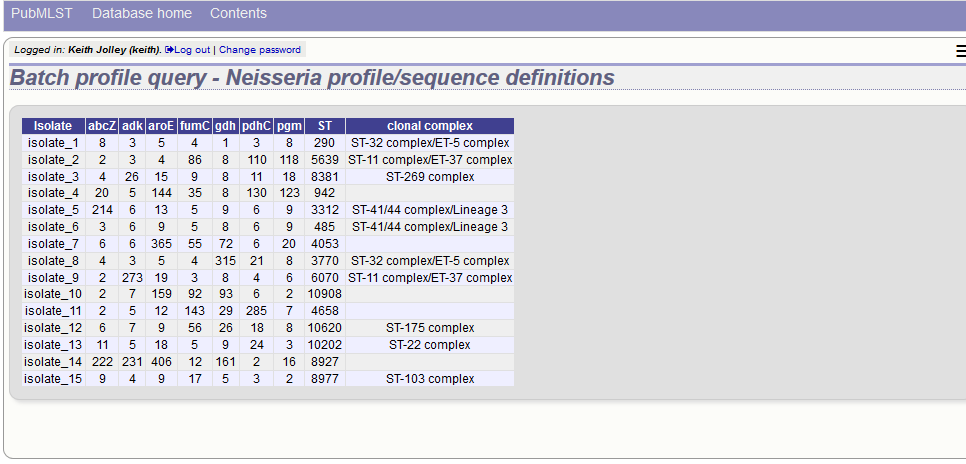 PubMLST Database home Contents
Logged in: Keith Jolley (keith). Log out | Change password
Batch profile query - Neisseria profile/sequence definitions
Isolate abcZ adk aroE fumC gdh pdhC pgm ST clonal complex
isolate_1 8 3 5 4 1 3 8 290 ST-32 complex/ET-5 complex
isolate_2 2 3 4 86 8 110 118 5639 ST-11 complex/ET-37 complex
isolate_3 4 26 15 9 8 11 18 8381 ST-269 complex
isolate_4 20 5 144 35 8 130 123 942
isolate_5 214 6 13 5 9 6 9 3312 ST-41/44 complex/Lineage 3
isolate_6 3 6 9 5 8 6 9 485 ST-41/44 complex/Lineage 3
isolate_7 6 6 365 55 72 6 20 4053
isolate_8 4 3 5 4 315 21 8 3770 ST-32 complex/ET-5 complex
isolate_9 2 273 19 3 8 4 6 6070 ST-11 complex/ET-37 complex
isolate_10 2 7 159 92 93 6 2 10908
isolate_11 2 5 12 143 29 285 7 4658
isolate_12 6 7 9 56 26 18 8 10620 ST-175 complex
isolate_13 11 5 18 5 9 24 3 10202 ST-22 complex
isolate_14 222 231 406 12 161 2 16 8927
isolate_15 9 4 9 17 5 3 2 8977 ST-103 complex